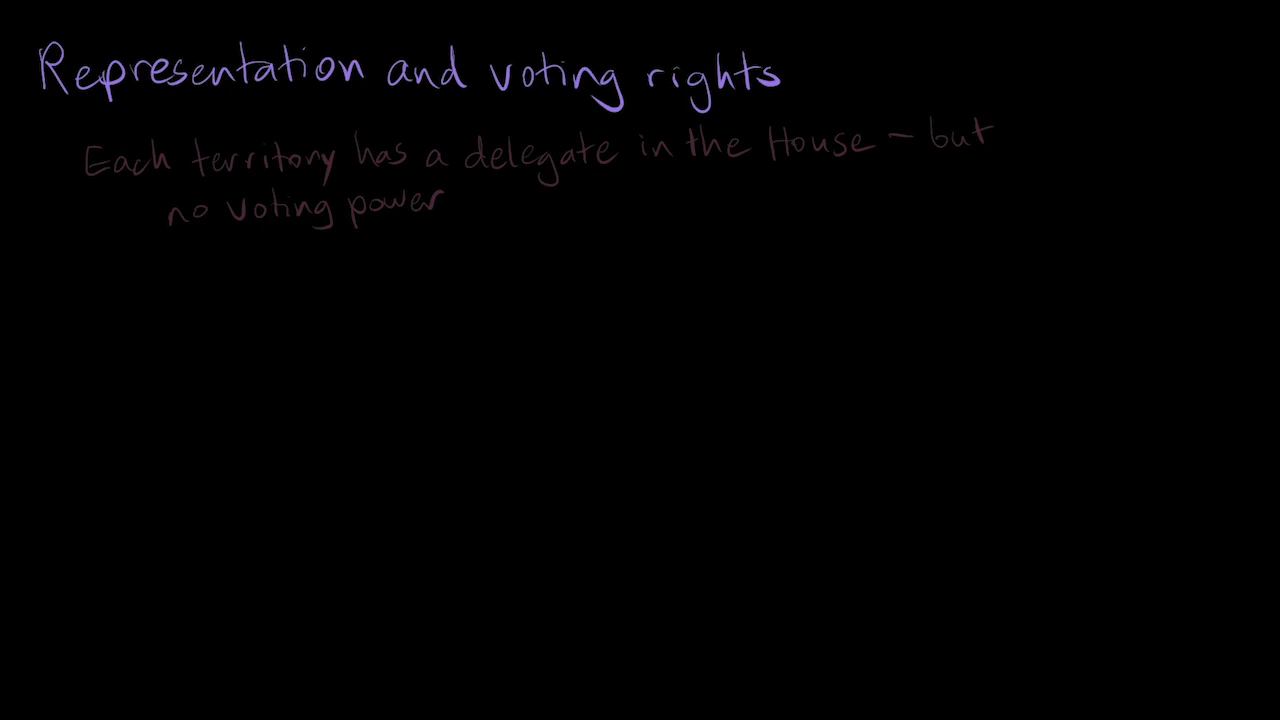 Representation and voting rights
Each territory has a delegate in the House – but
no voting power